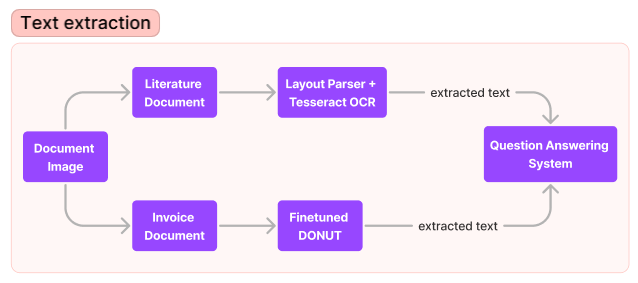 Text extraction
Literature
Document
Layout Parser +
Tesseract OCR
extracted text
Document
Image
Question Answering
System
Invoice
Document
Finetuned
DONUT
extracted text